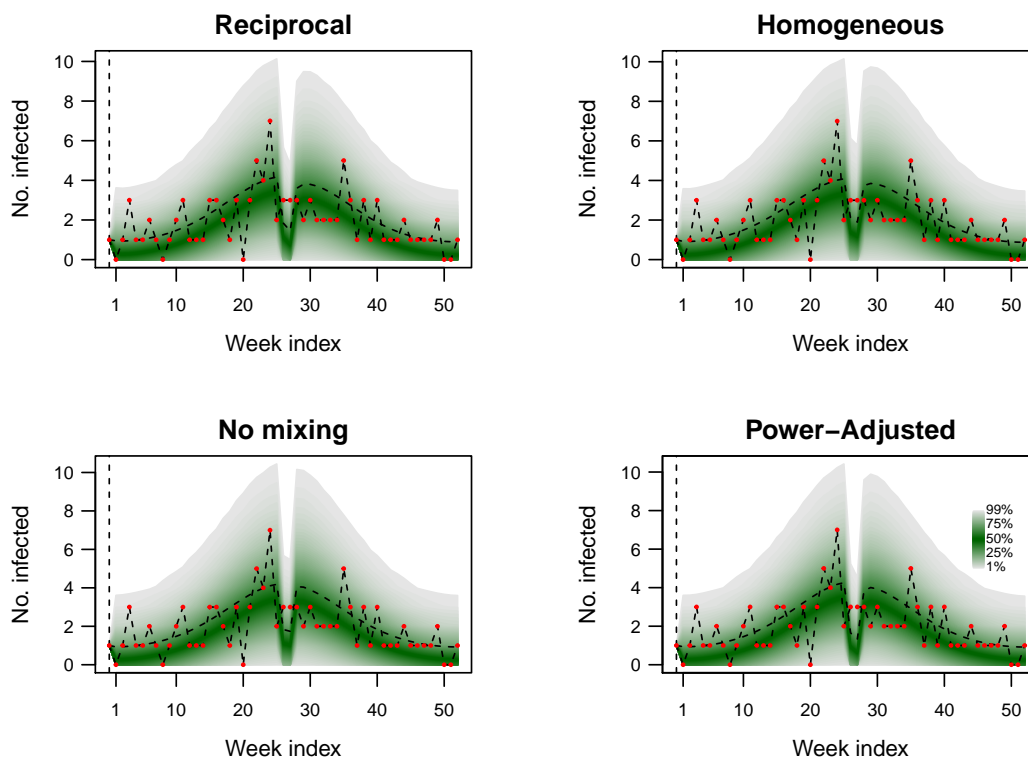 Reciprocal
No. infected
10
8
6
4
2
0
1 10 20 30 40 50
Week index
Homogeneous
No. infected
10
8
6
4
2
0
1 10 20 30 40 50
Week index
No mixing
No. infected
10
8
6
4
2
0
1 10 20 30 40 50
Week index
Power−Adjusted
No. infected
10
8
6
4
2
0
99%
75%
50%
25%
1%
1 10 20 30 40 50
Week index